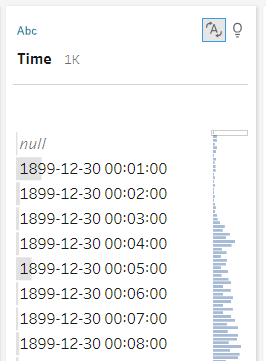 Abc
A
Time 1K
null
1899-12-30 00:01:00
1899-12-30 00:02:00
1899-12-30 00:03:00
1899-12-30 00:04:00
1899-12-30 00:05:00
1899-12-30 00:06:00
1899-12-30 00:07:00
1899-12-30 00:08:00